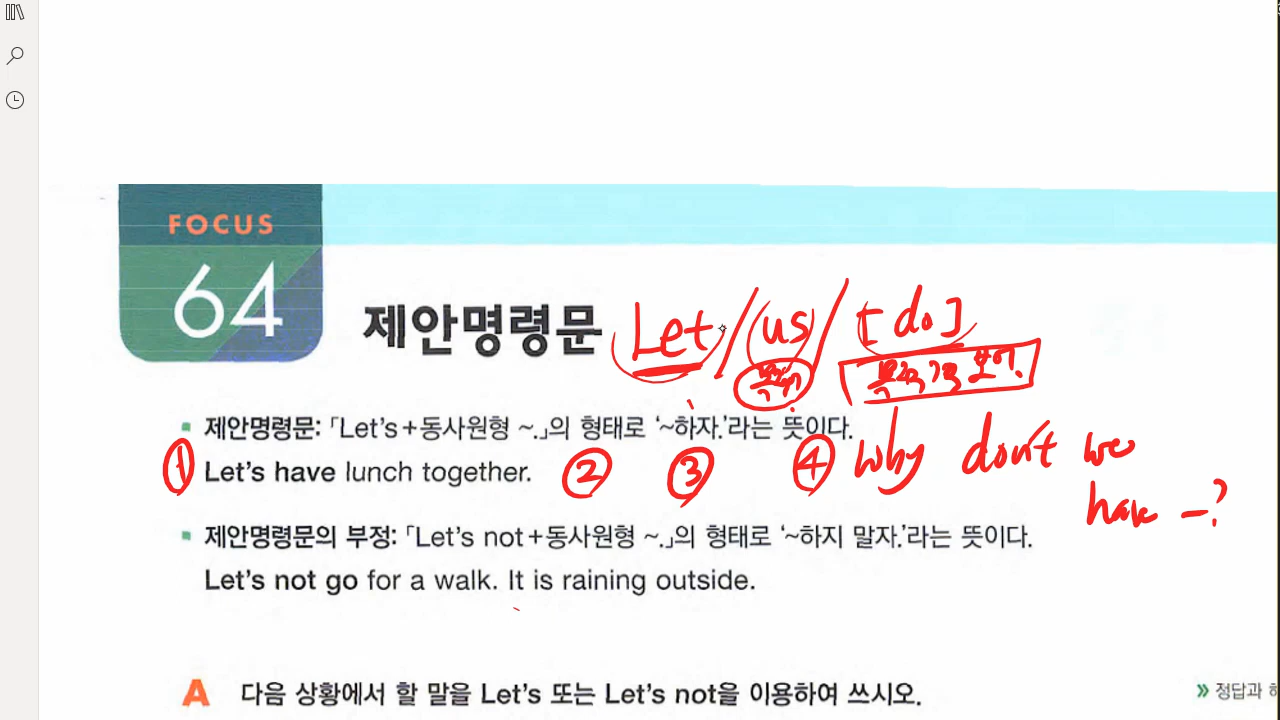 FOCUS
64
제안명령문 Let / us / [do]
목적어 목적격 보어.
제안명령문: 「Let's+동사원형 ~.」의 형태로 '~하자.'라는 뜻이다.
① Let's have lunch together. ② ③ ④ Why don't we
have ~?
제안명령문의 부정: 「Let's not+동사원형 ~.」의 형태로 '~하지 말자.'라는 뜻이다.
Let's not go for a walk. It is raining outside.
A 다음 상황에서 할 말을 Let's 또는 Let's not을 이용하여 쓰시오.
» 정답과